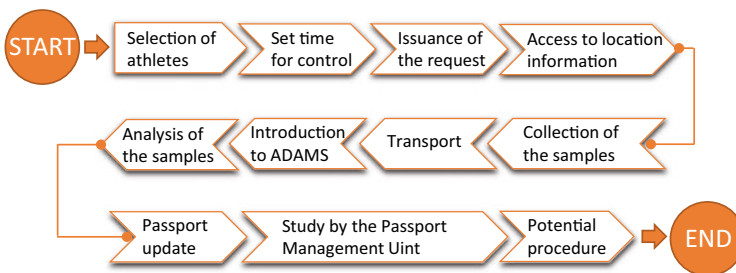 START
Selection of
athletes
Set time
for control
Issuance of
the request
Access to location
information
Collection of
the samples
Transport
Introduction
to ADAMS
Analysis of
the samples
Passport
update
Study by the Passport
Management Uint
Potential
procedure
END